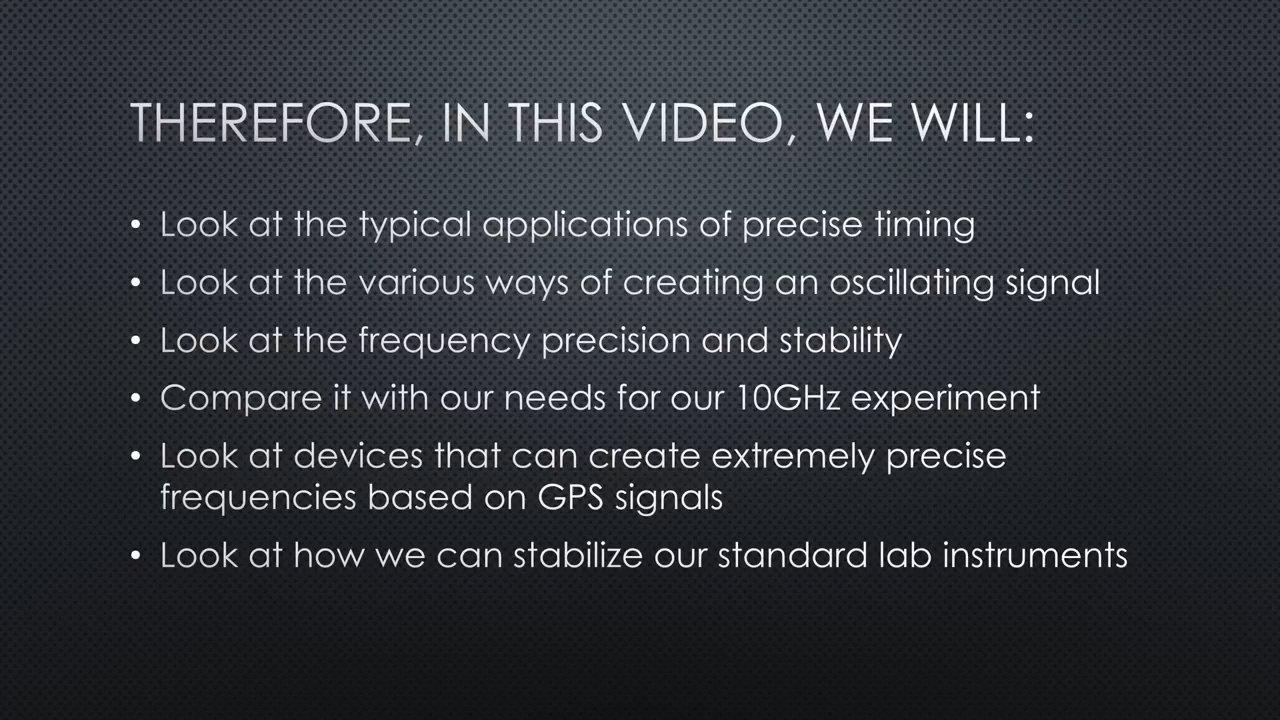 THEREFORE, IN THIS VIDEO, WE WILL:
• Look at the typical applications of precise timing
• Look at the various ways of creating an oscillating signal
• Look at the frequency precision and stability
• Compare it with our needs for our 10GHz experiment
• Look at devices that can create extremely precise
frequencies based on GPS signals
• Look at how we can stabilize our standard lab instruments